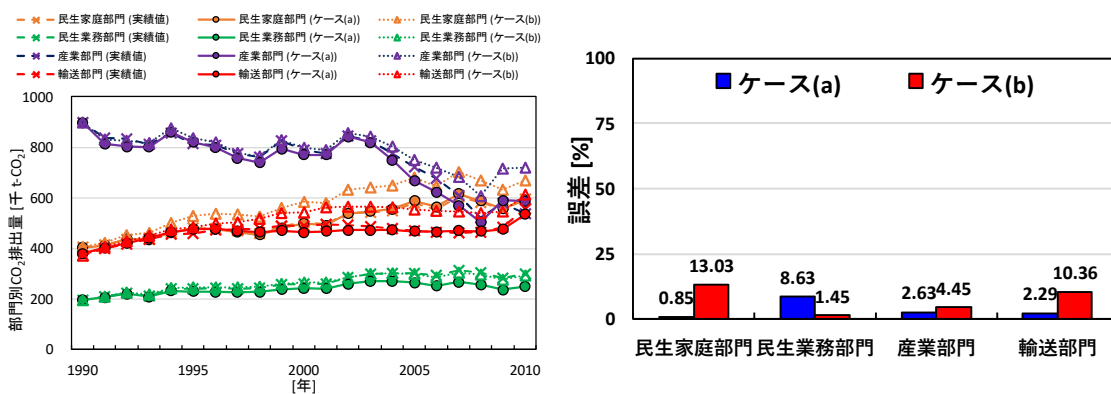 民生家庭部門 (実績値) 民生家庭部門 (ケース(a)) 民生家庭部門 (ケース(b))
民生業務部門 (実績値) 民生業務部門 (ケース(a)) 民生業務部門 (ケース(b))
産業部門 (実績値) 産業部門 (ケース(a)) 産業部門 (ケース(b))
輸送部門 (実績値) 輸送部門 (ケース(a)) 輸送部門 (ケース(b))
部門別CO₂排出量 [千 t-CO₂]
1000
800
600
400
200
0
1990 1995 2000 2005 2010
[年]
ケース(a) ケース(b)
誤差 [%]
100
75
50
25
0
0.85 13.03 8.63 1.45 2.63 4.45 2.29 10.36
民生家庭部門 民生業務部門 産業部門 輸送部門